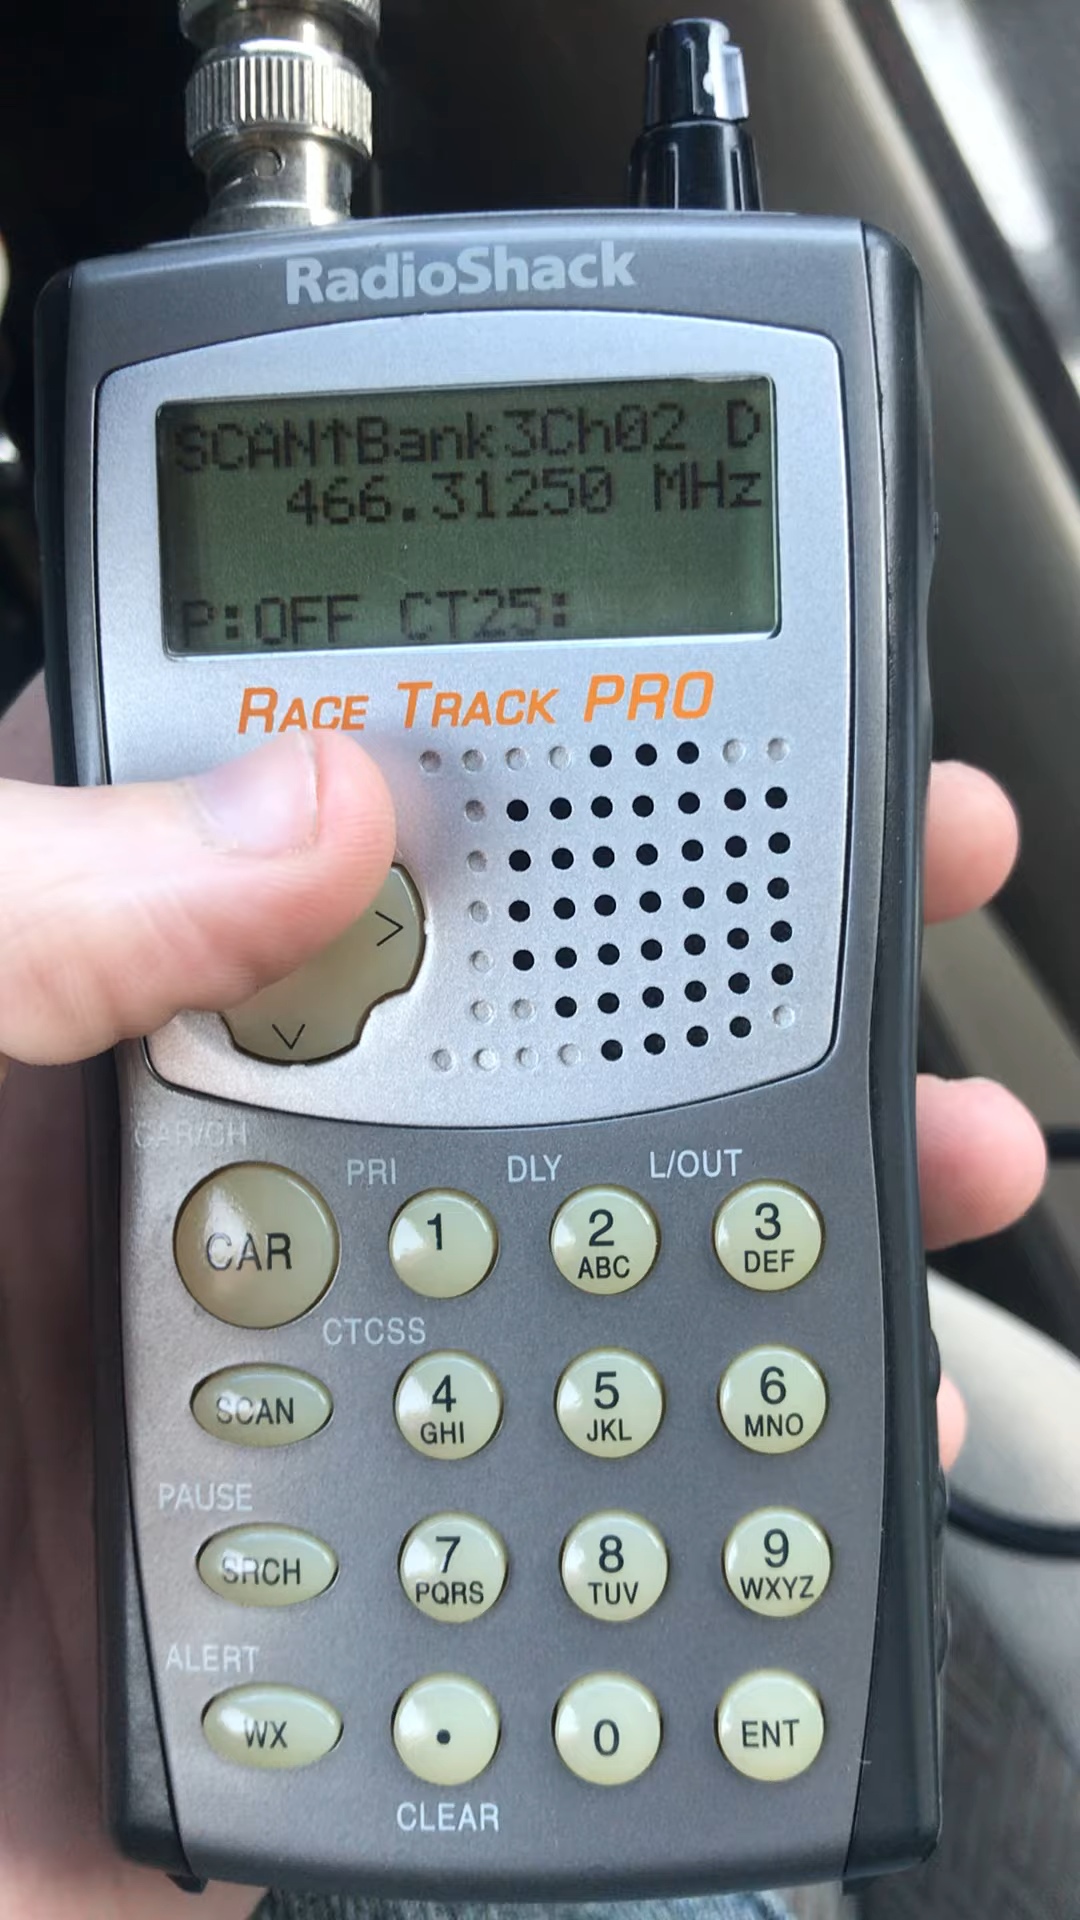 RadioShack
SCAN↑Bank3Ch02 D
466.31250 MHz
P:OFF CT25:
RACE TRACK PRO
>
˅
CAR/CH
PRI DLY L/OUT
CAR 1 2 ABC 3 DEF
CTCSS
SCAN 4 GHI 5 JKL 6 MNO
PAUSE
SRCH 7 PQRS 8 TUV 9 WXYZ
ALERT
WX . 0 ENT
CLEAR